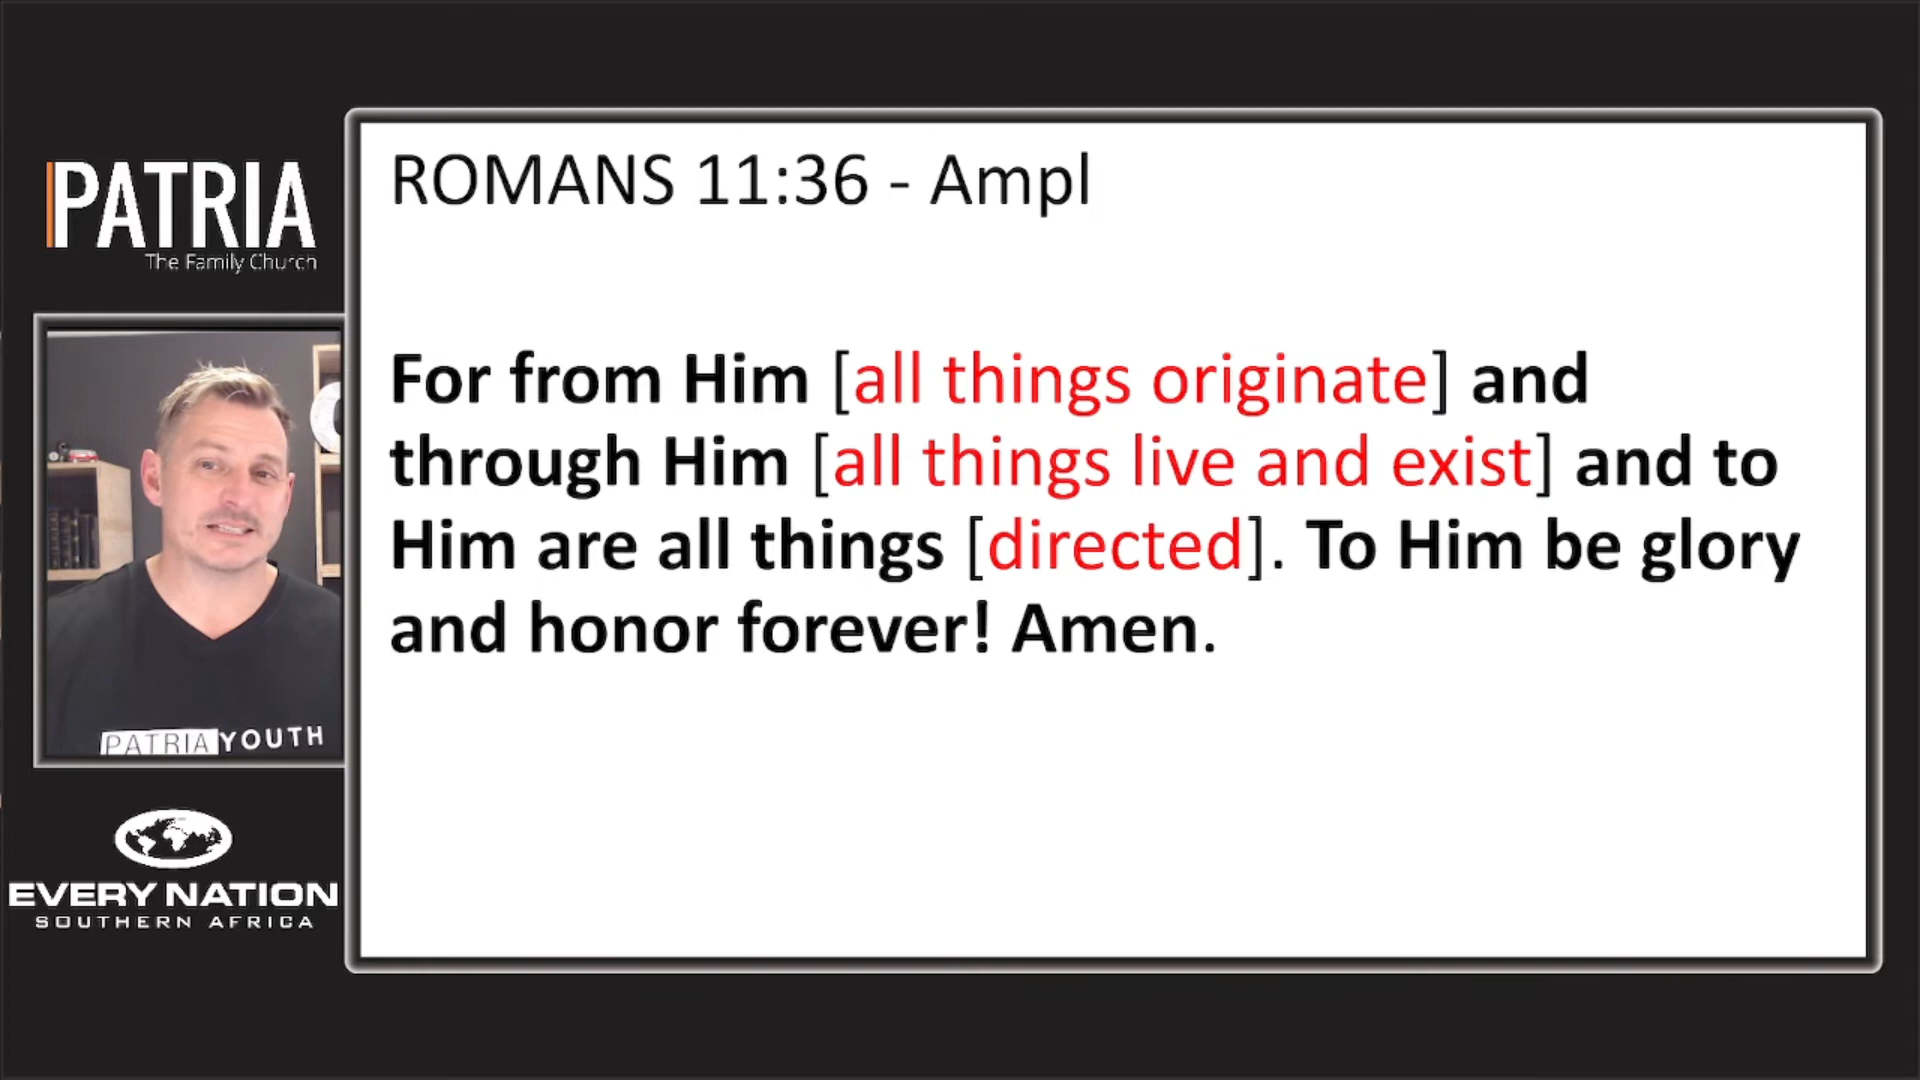 PATRIA
The Family Church
PATRIA YOUTH
EVERY NATION
SOUTHERN AFRICA
ROMANS 11:36 - Ampl
For from Him [all things originate] and
through Him [all things live and exist] and to
Him are all things [directed]. To Him be glory
and honor forever! Amen.